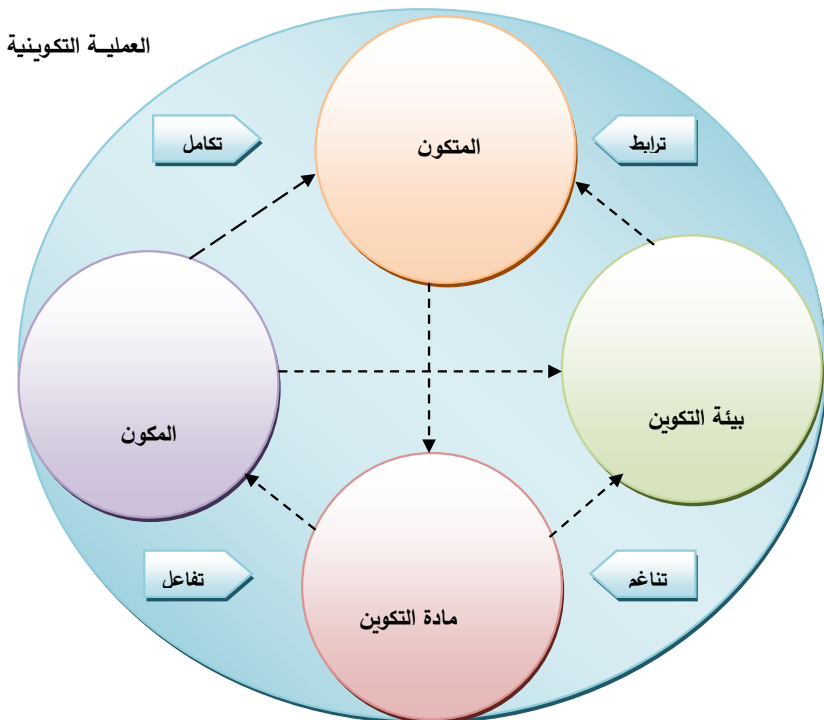 العمليـة التكوينية
ترابط
المتكون
تكامل
بيئة التكوين
المكون
تناغم
مادة التكوين
تفاعل